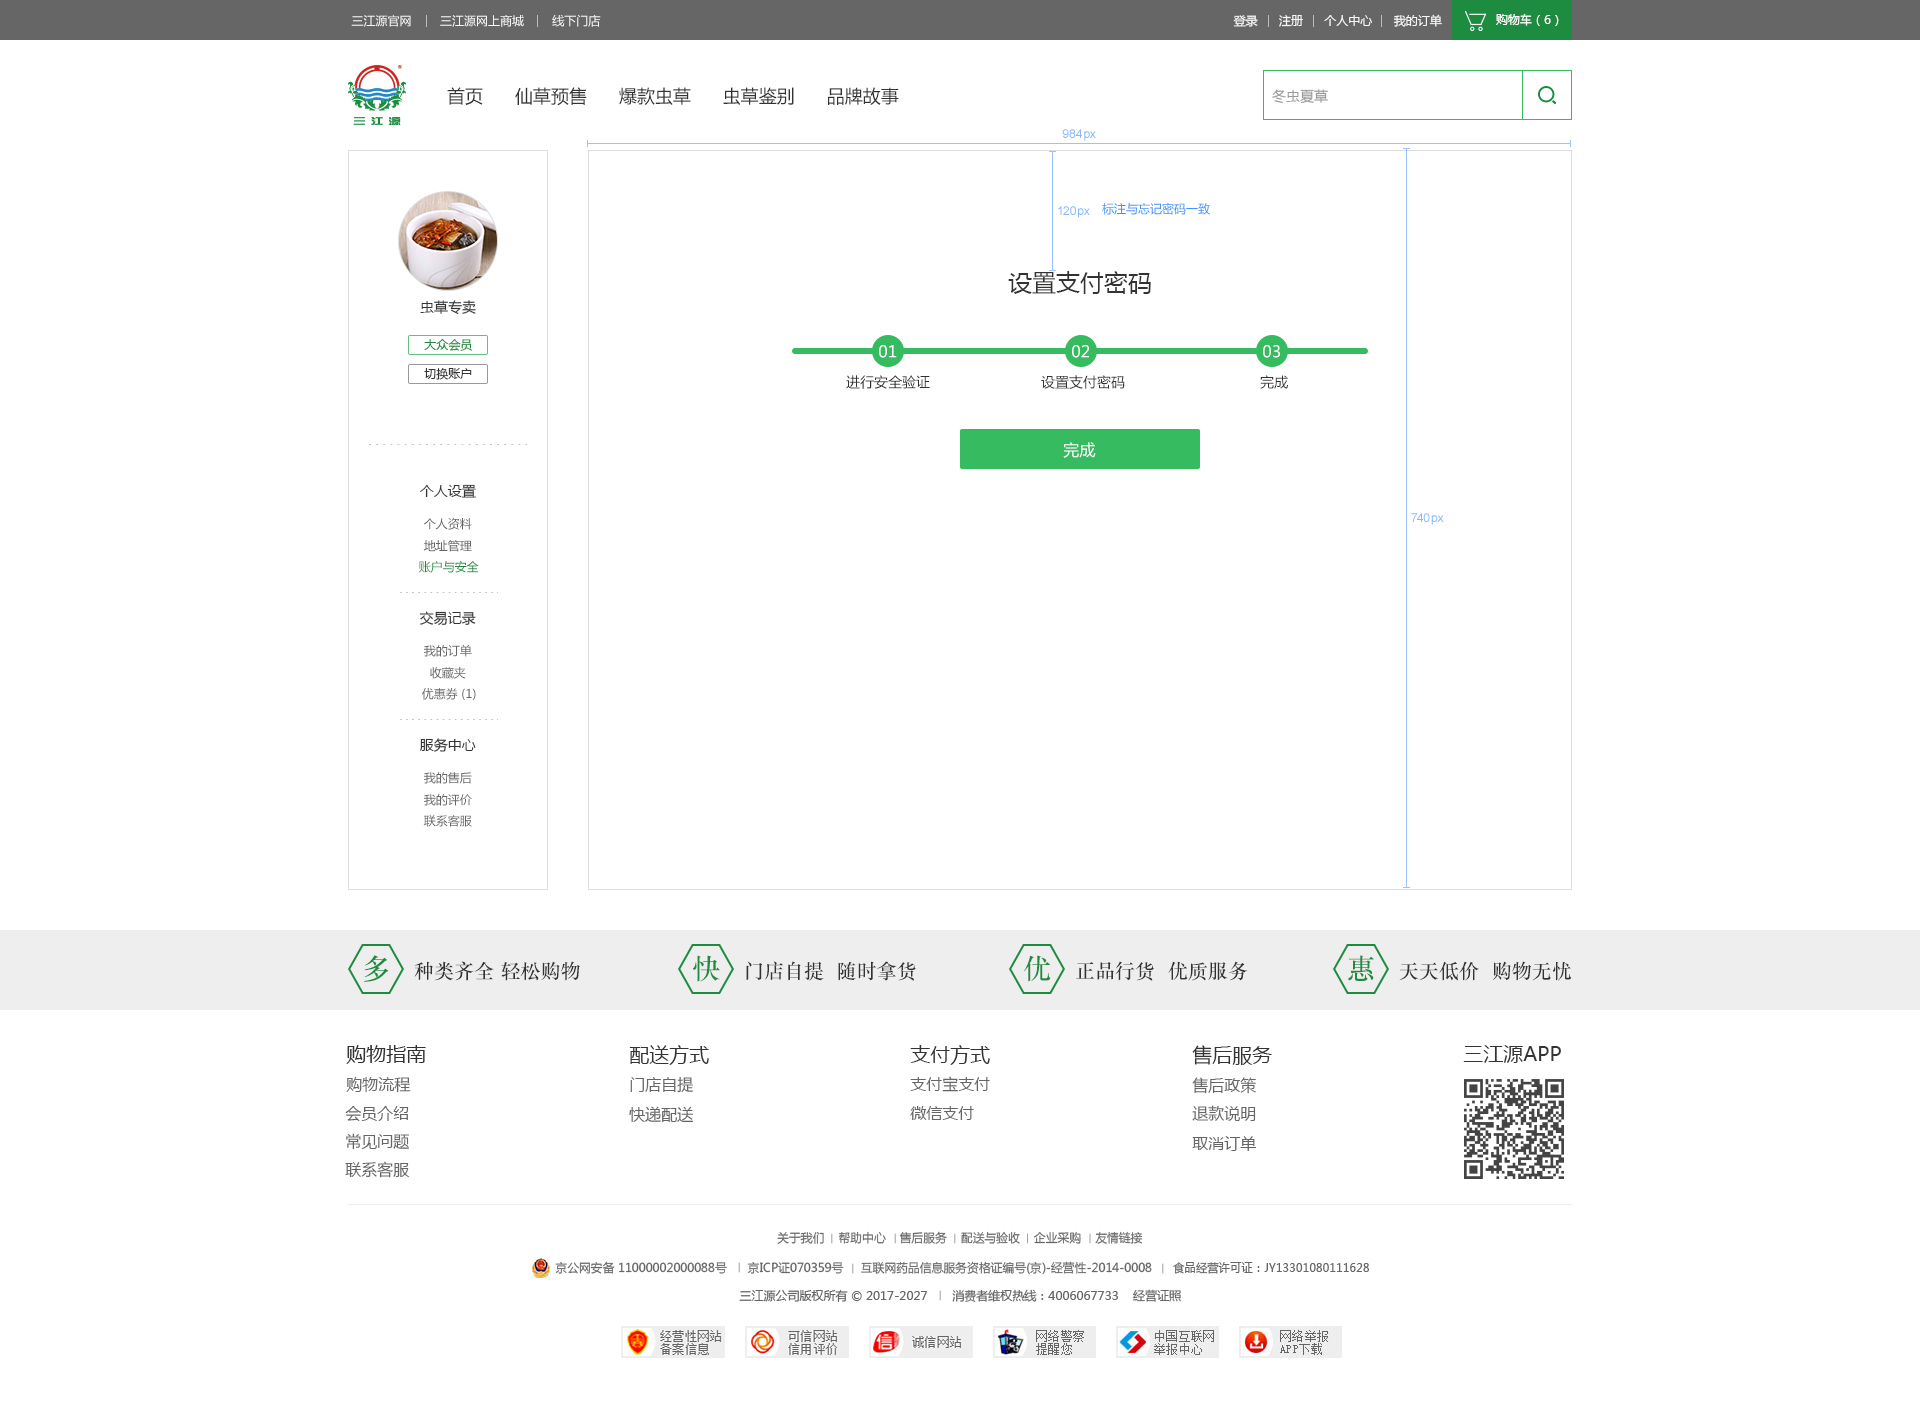 三江源官网 | 三江源网上商城 | 线下门店
登录 | 注册 | 个人中心 | 我的订单
购物车 ( 6 )
三江源
首页 仙草预售 爆款虫草 虫草鉴别 品牌故事
冬虫夏草
984px
120px 标注与忘记密码一致
740px
虫草专卖
大众会员
切换账户
个人设置
个人资料
地址管理
账户与安全
交易记录
我的订单
收藏夹
优惠券 (1)
服务中心
我的售后
我的评价
联系客服
设置支付密码
01 02 03
进行安全验证 设置支付密码 完成
完成
多 种类齐全 轻松购物
快 门店自提 随时拿货
优 正品行货 优质服务
惠 天天低价 购物无忧
购物指南
购物流程
会员介绍
常见问题
联系客服
配送方式
门店自提
快递配送
支付方式
支付宝支付
微信支付
售后服务
售后政策
退款说明
取消订单
三江源APP
关于我们 | 帮助中心 | 售后服务 | 配送与验收 | 企业采购 | 友情链接
京公网安备 11000002000088号 | 京ICP证070359号 | 互联网药品信息服务资格证编号(京)-经营性-2014-0008 | 食品经营许可证：JY13301080111628
三江源公司版权所有 © 2017-2027 | 消费者维权热线：4006067733 经营证照
经营性网站
备案信息
可信网站
信用评价
信 诚信网站
网络警察
提醒您
中国互联网
举报中心
网络举报
APP下载